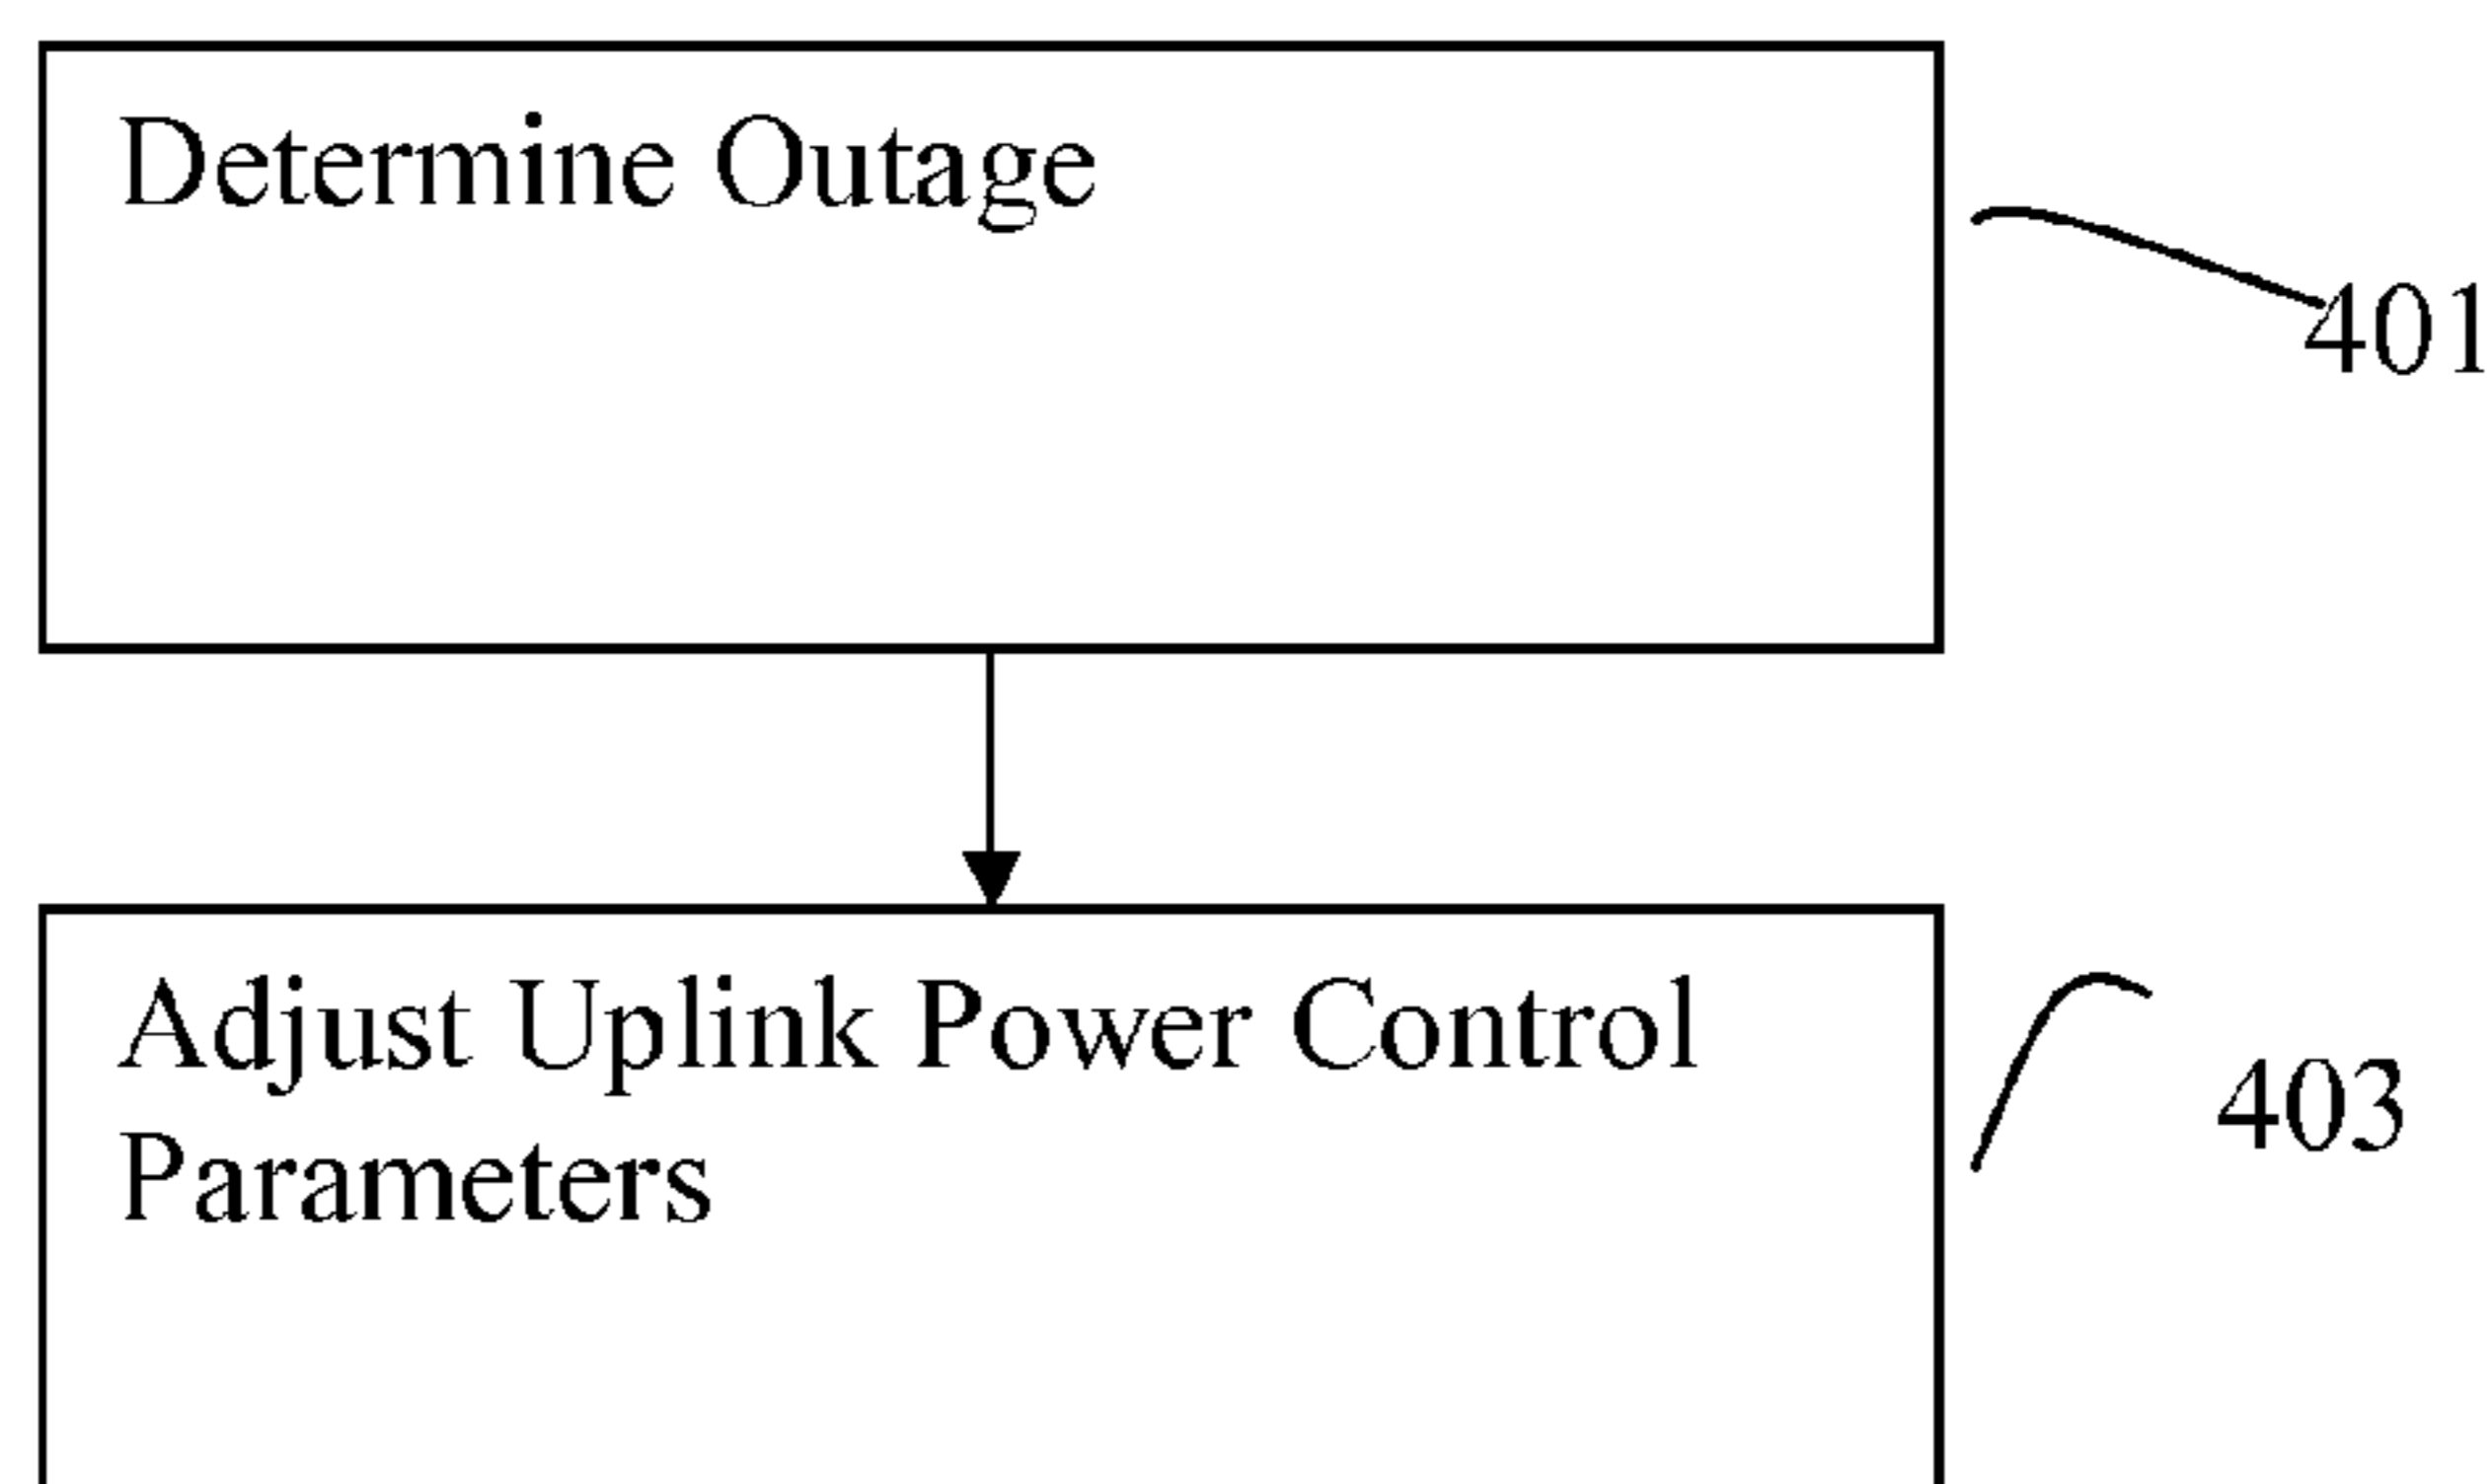 Determine Outage
401
Adjust Uplink Power Control
Parameters
403